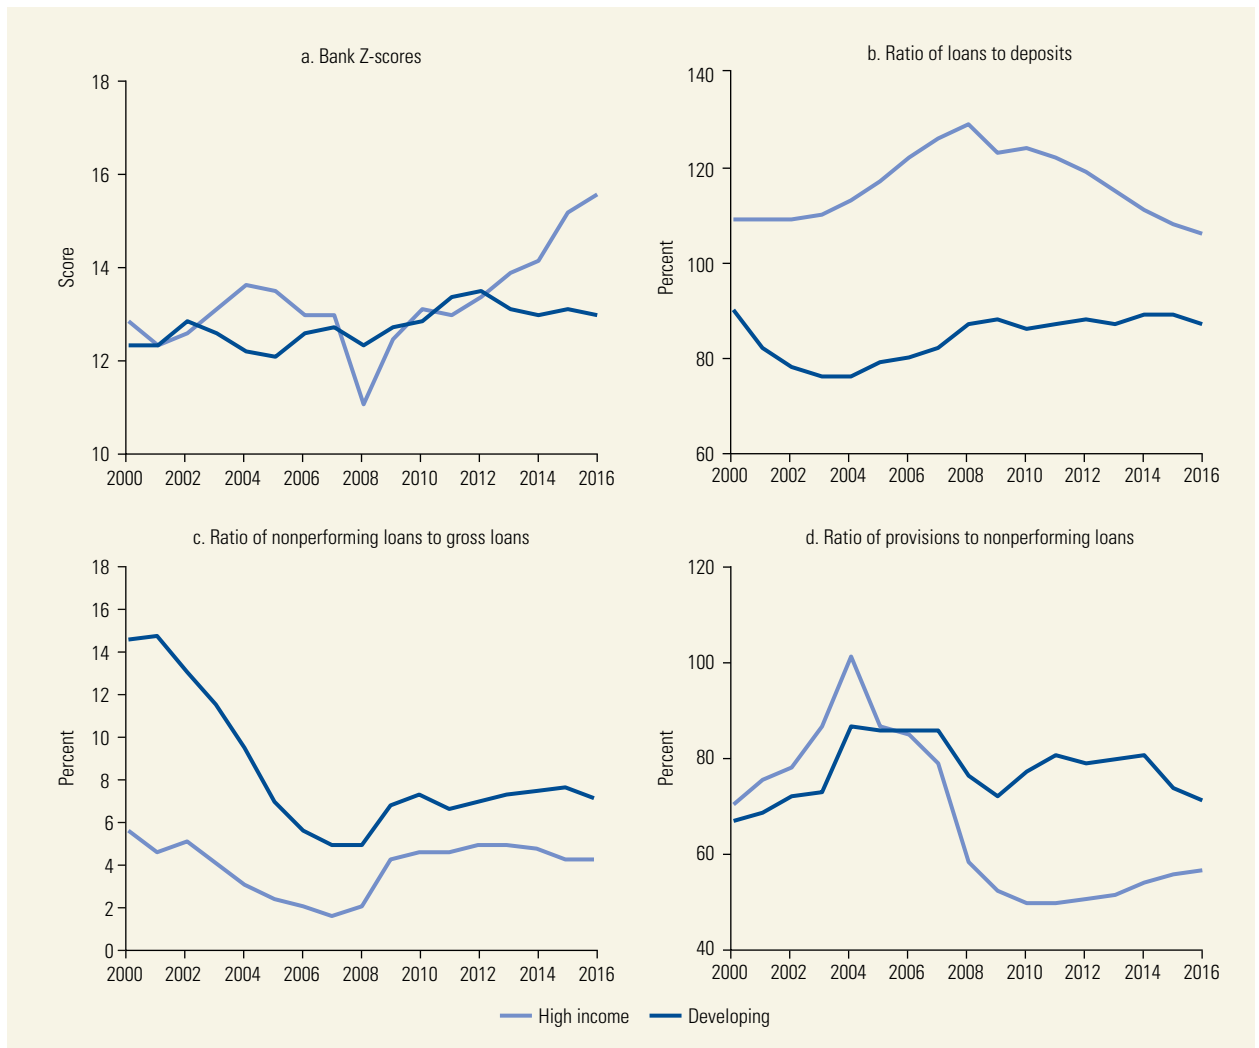 a. Bank Z-scores
18
16
14
12
10
Score
2000 2002 2004 2006 2008 2010 2012 2014 2016
b. Ratio of loans to deposits
140
120
100
80
60
Percent
2000 2002 2004 2006 2008 2010 2012 2014 2016
c. Ratio of nonperforming loans to gross loans
18
16
14
12
10
8
6
4
2
0
Percent
2000 2002 2004 2006 2008 2010 2012 2014 2016
d. Ratio of provisions to nonperforming loans
120
100
80
60
40
Percent
2000 2002 2004 2006 2008 2010 2012 2014 2016
High income Developing